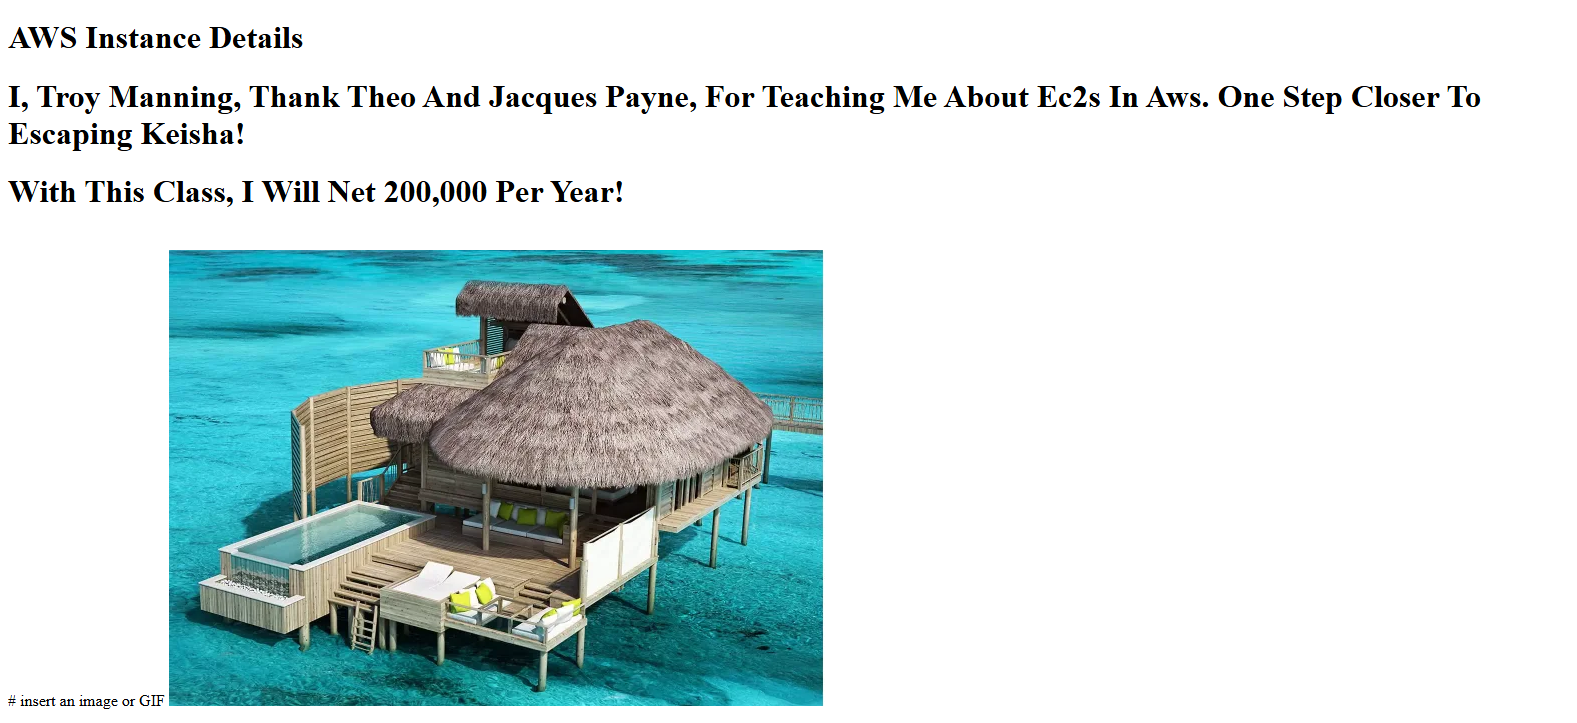 AWS Instance Details
I, Troy Manning, Thank Theo And Jacques Payne, For Teaching Me About Ec2s In Aws. One Step Closer To
Escaping Keisha!
With This Class, I Will Net 200,000 Per Year!
# insert an image or GIF